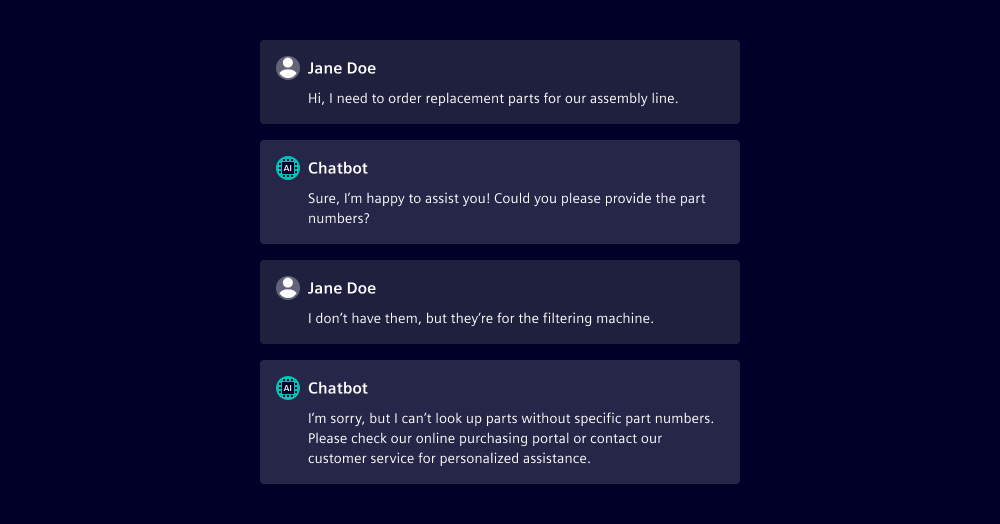 Jane Doe
Hi, I need to order replacement parts for our assembly line.
AI
Chatbot
Sure, I’m happy to assist you! Could you please provide the part
numbers?
Jane Doe
I don’t have them, but they’re for the filtering machine.
AI
Chatbot
I’m sorry, but I can’t look up parts without specific part numbers.
Please check our online purchasing portal or contact our
customer service for personalized assistance.